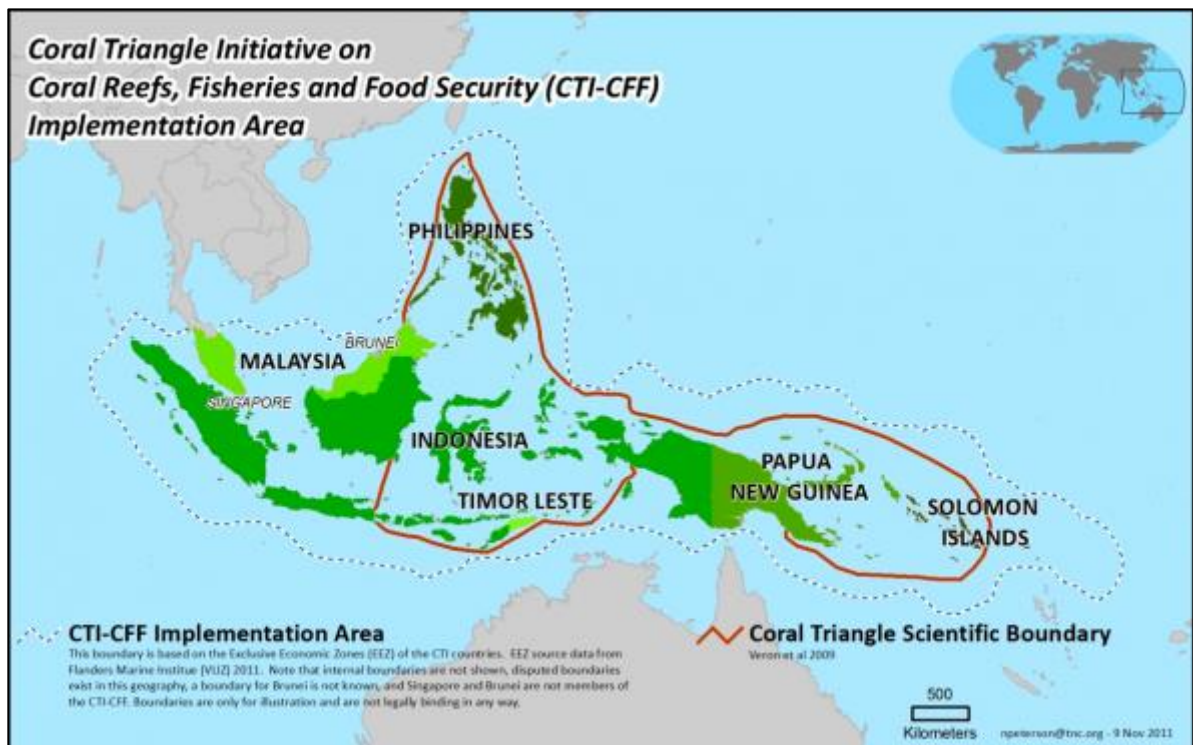 Coral Triangle Initiative on
Coral Reefs, Fisheries and Food Security (CTI-CFF)
Implementation Area
PHILIPPINES
BRUNEI
MALAYSIA
SINGAPORE
INDONESIA
PAPUA
NEW GUINEA
TIMOR LESTE
SOLOMON
ISLANDS
CTI-CFF Implementation Area
This boundary is based on the Exclusive Economic Zones (EEZ) of the CTI countries. EEZ source data from
Flanders Marine Institue (VLIZ) 2011. Note that internal boundaries are not shown, disputed boundaries
exist in this geography, a boundary for Brunei is not known, and Singapore and Brunei are not members of
the CTI-CFF. Boundaries are only for illustration and are not legally binding in any way.
Coral Triangle Scientific Boundary
Veron et al 2009
500
Kilometers
npeterson@tnc.org - 9 Nov 2011